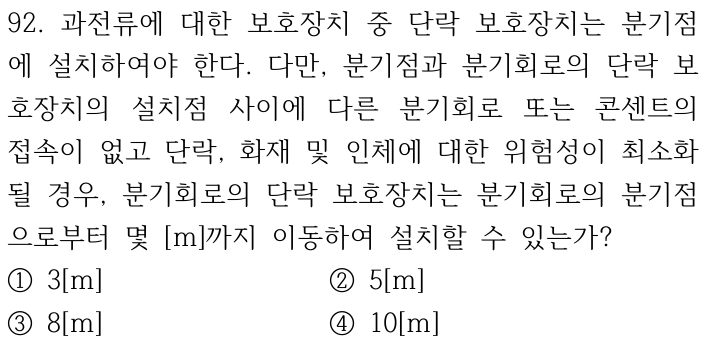 92. 과전류에 대한 보호장치 중 단락 보호장치는 분기점
에 설치하여야 한다. 다만, 분기점과 분기회로의 단락 보
호장치의 설치점 사이에 다른 분기회로 또는 콘센트의
접속이 없고 단락, 화재 및 인체에 대한 위험성이 최소화
될 경우, 분기회로의 단락 보호장치는 분기회로의 분기점
으로부터 몇 [m]까지 이동하여 설치할 수 있는가?
① 3[m] ② 5[m]
③ 8[m] ④ 10[m]